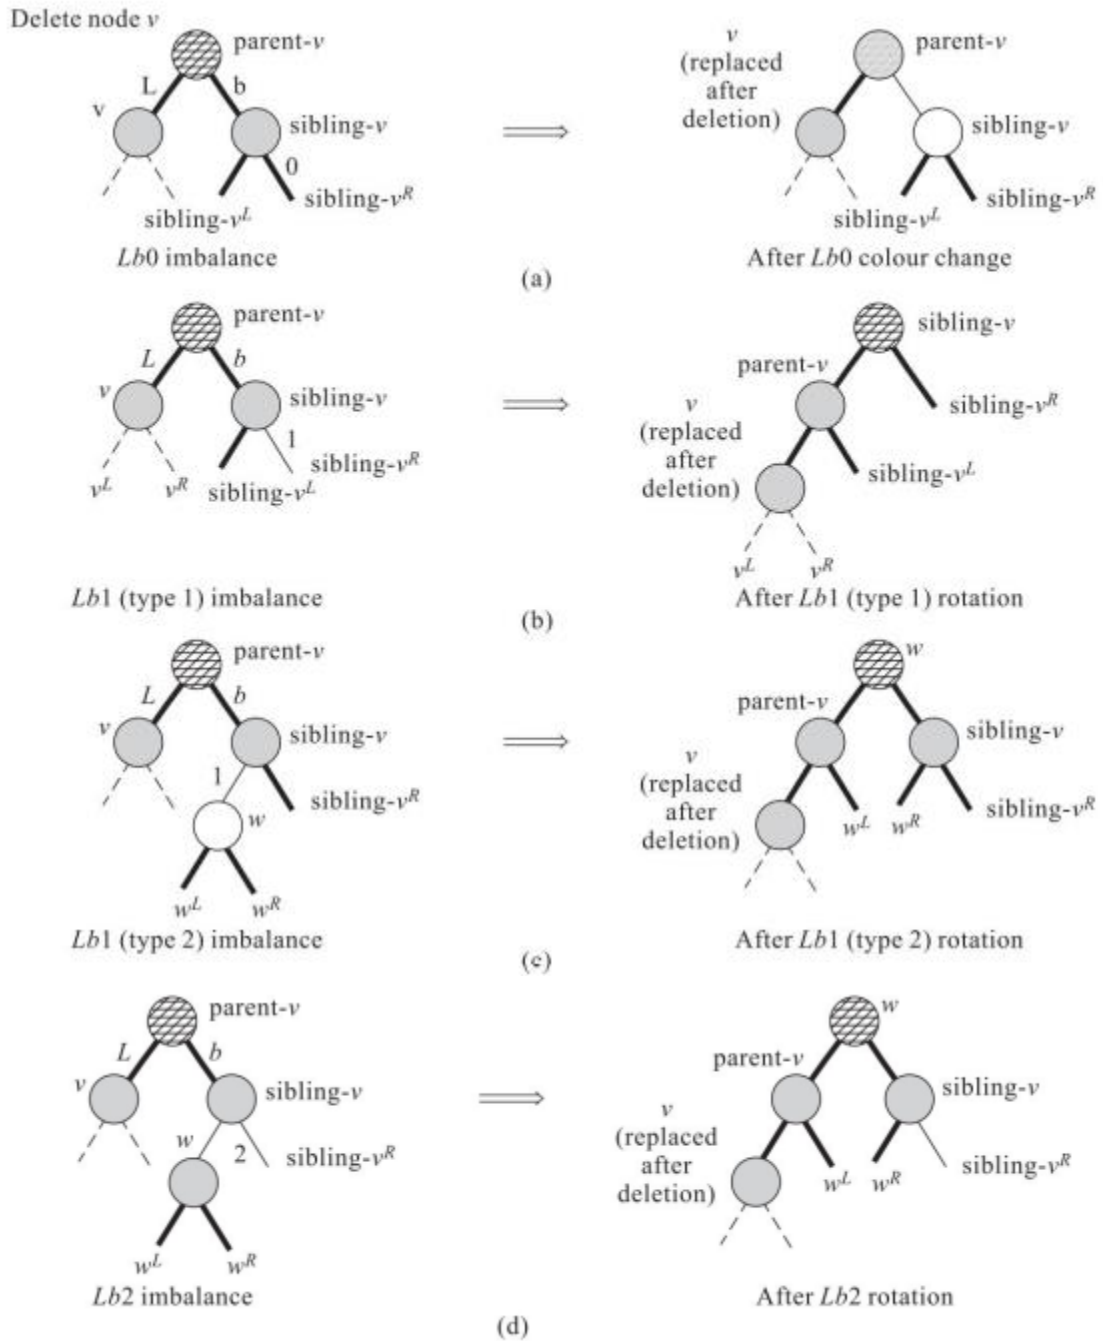 Delete node v
parent-v
L
b
v
sibling-v
0
sibling-v^L
sibling-v^R
Lb0 imbalance
v
(replaced
after
deletion)
parent-v
sibling-v
sibling-v^L
sibling-v^R
After Lb0 colour change
(a)
parent-v
L
b
v
sibling-v
1
v^L
v^R
sibling-v^L
sibling-v^R
Lb1 (type 1) imbalance
sibling-v
parent-v
sibling-v^R
v
(replaced
after
deletion)
sibling-v^L
v^L
v^R
After Lb1 (type 1) rotation
(b)
parent-v
L
b
v
sibling-v
1
sibling-v^R
w
w^L
w^R
Lb1 (type 2) imbalance
w
parent-v
sibling-v
v
(replaced
after
deletion)
w^L
w^R
sibling-v^R
After Lb1 (type 2) rotation
(c)
parent-v
L
b
v
sibling-v
w
2
sibling-v^R
w^L
w^R
Lb2 imbalance
w
parent-v
sibling-v
v
(replaced
after
deletion)
w^L
w^R
sibling-v^R
After Lb2 rotation
(d)